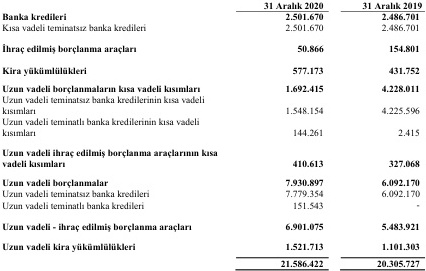 31 Aralık 2020 31 Aralık 2019
Banka kredileri 2.501.670 2.486.701
Kısa vadeli teminatsız banka kredileri 2.501.670 2.486.701
İhraç edilmiş borçlanma araçları 50.866 154.801
Kira yükümlülükleri 577.173 431.752
Uzun vadeli borçlanmaların kısa vadeli kısımları 1.692.415 4.228.011
Uzun vadeli teminatsız banka kredilerinin kısa vadeli
kısımları 1.548.154 4.225.596
Uzun vadeli teminatlı banka kredilerinin kısa vadeli
kısımları 144.261 2.415
Uzun vadeli ihraç edilmiş borçlanma araçlarının kısa
vadeli kısımları 410.613 327.068
Uzun vadeli borçlanmalar 7.930.897 6.092.170
Uzun vadeli teminatsız banka kredileri 7.779.354 6.092.170
Uzun vadeli teminatlı banka kredileri 151.543 -
Uzun vadeli - ihraç edilmiş borçlanma araçları 6.901.075 5.483.921
Uzun vadeli kira yükümlülükleri 1.521.713 1.101.303
21.586.422 20.305.727